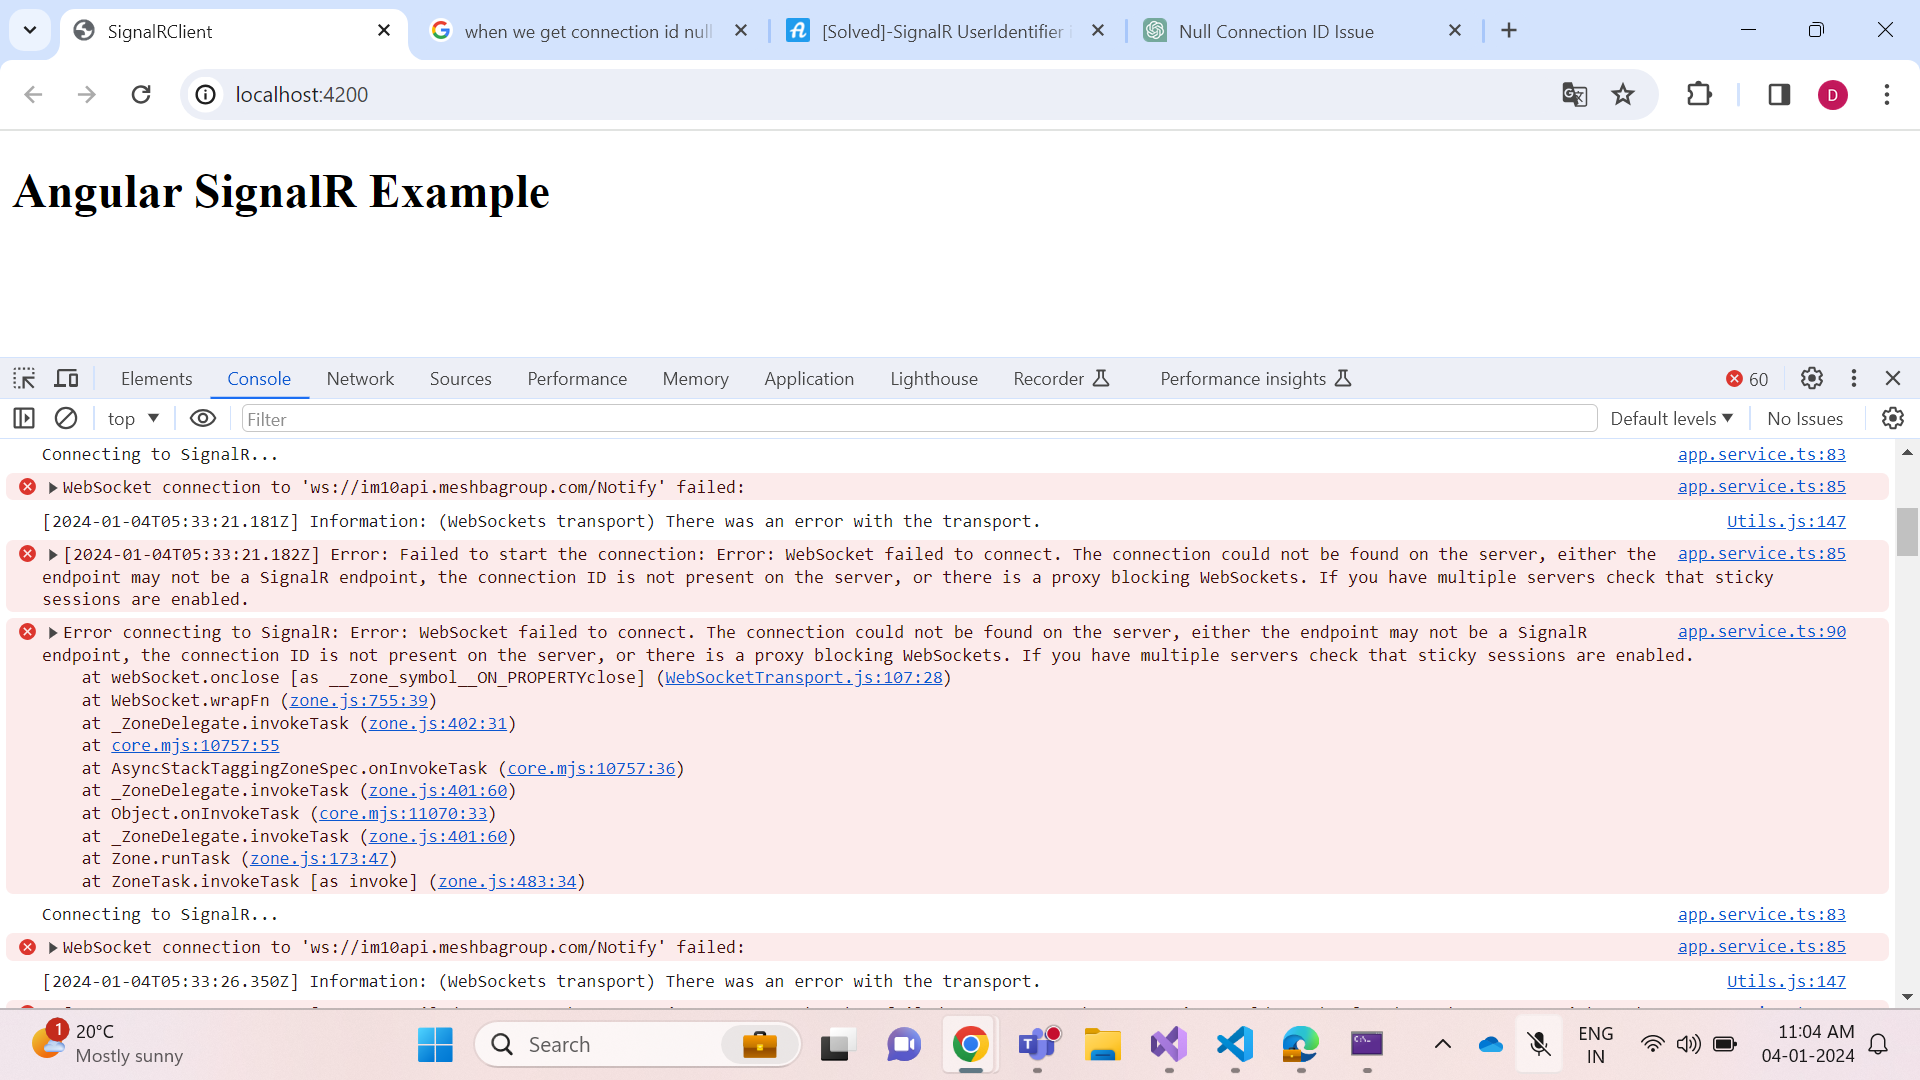 SignalRClient
when we get connection id null
[Solved]-SignalR UserIdentifier i
Null Connection ID Issue
localhost:4200
D
Angular SignalR Example
Elements
Console
Network
Sources
Performance
Memory
Application
Lighthouse
Recorder
Performance insights
60
top
Filter
Default levels
No Issues
Connecting to SignalR... app.service.ts:83
WebSocket connection to 'ws://im10api.meshbagroup.com/Notify' failed: app.service.ts:85
[2024-01-04T05:33:21.181Z] Information: (WebSockets transport) There was an error with the transport. Utils.js:147
[2024-01-04T05:33:21.182Z] Error: Failed to start the connection: Error: WebSocket failed to connect. The connection could not be found on the server, either the app.service.ts:85
endpoint may not be a SignalR endpoint, the connection ID is not present on the server, or there is a proxy blocking WebSockets. If you have multiple servers check that sticky
sessions are enabled.
Error connecting to SignalR: Error: WebSocket failed to connect. The connection could not be found on the server, either the endpoint may not be a SignalR app.service.ts:90
endpoint, the connection ID is not present on the server, or there is a proxy blocking WebSockets. If you have multiple servers check that sticky sessions are enabled.
at webSocket.onclose [as __zone_symbol__ON_PROPERTYclose] (WebSocketTransport.js:107:28)
at WebSocket.wrapFn (zone.js:755:39)
at _ZoneDelegate.invokeTask (zone.js:402:31)
at core.mjs:10757:55
at AsyncStackTaggingZoneSpec.onInvokeTask (core.mjs:10757:36)
at _ZoneDelegate.invokeTask (zone.js:401:60)
at Object.onInvokeTask (core.mjs:11070:33)
at _ZoneDelegate.invokeTask (zone.js:401:60)
at Zone.runTask (zone.js:173:47)
at ZoneTask.invokeTask [as invoke] (zone.js:483:34)
Connecting to SignalR... app.service.ts:83
WebSocket connection to 'ws://im10api.meshbagroup.com/Notify' failed: app.service.ts:85
[2024-01-04T05:33:26.350Z] Information: (WebSockets transport) There was an error with the transport. Utils.js:147
1
20°C
Mostly sunny
Search
ENG
IN
11:04 AM
04-01-2024